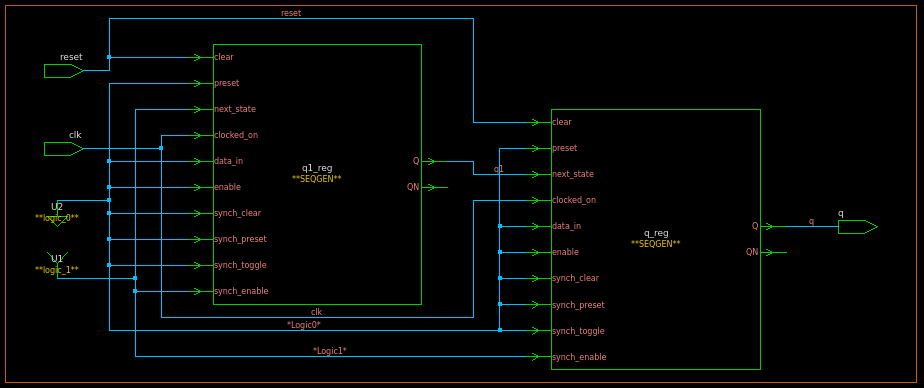 reset
reset
clear
preset
next_state
clocked_on
data_in
enable
synch_clear
synch_preset
synch_toggle
synch_enable
q1_reg
**SEQGEN**
Q
QN
clk
U2
**logic_0**
U1
**logic_1**
q1
clk
*Logic0*
*Logic1*
clear
preset
next_state
clocked_on
data_in
enable
synch_clear
synch_preset
synch_toggle
synch_enable
q_reg
**SEQGEN**
Q
QN
q
q